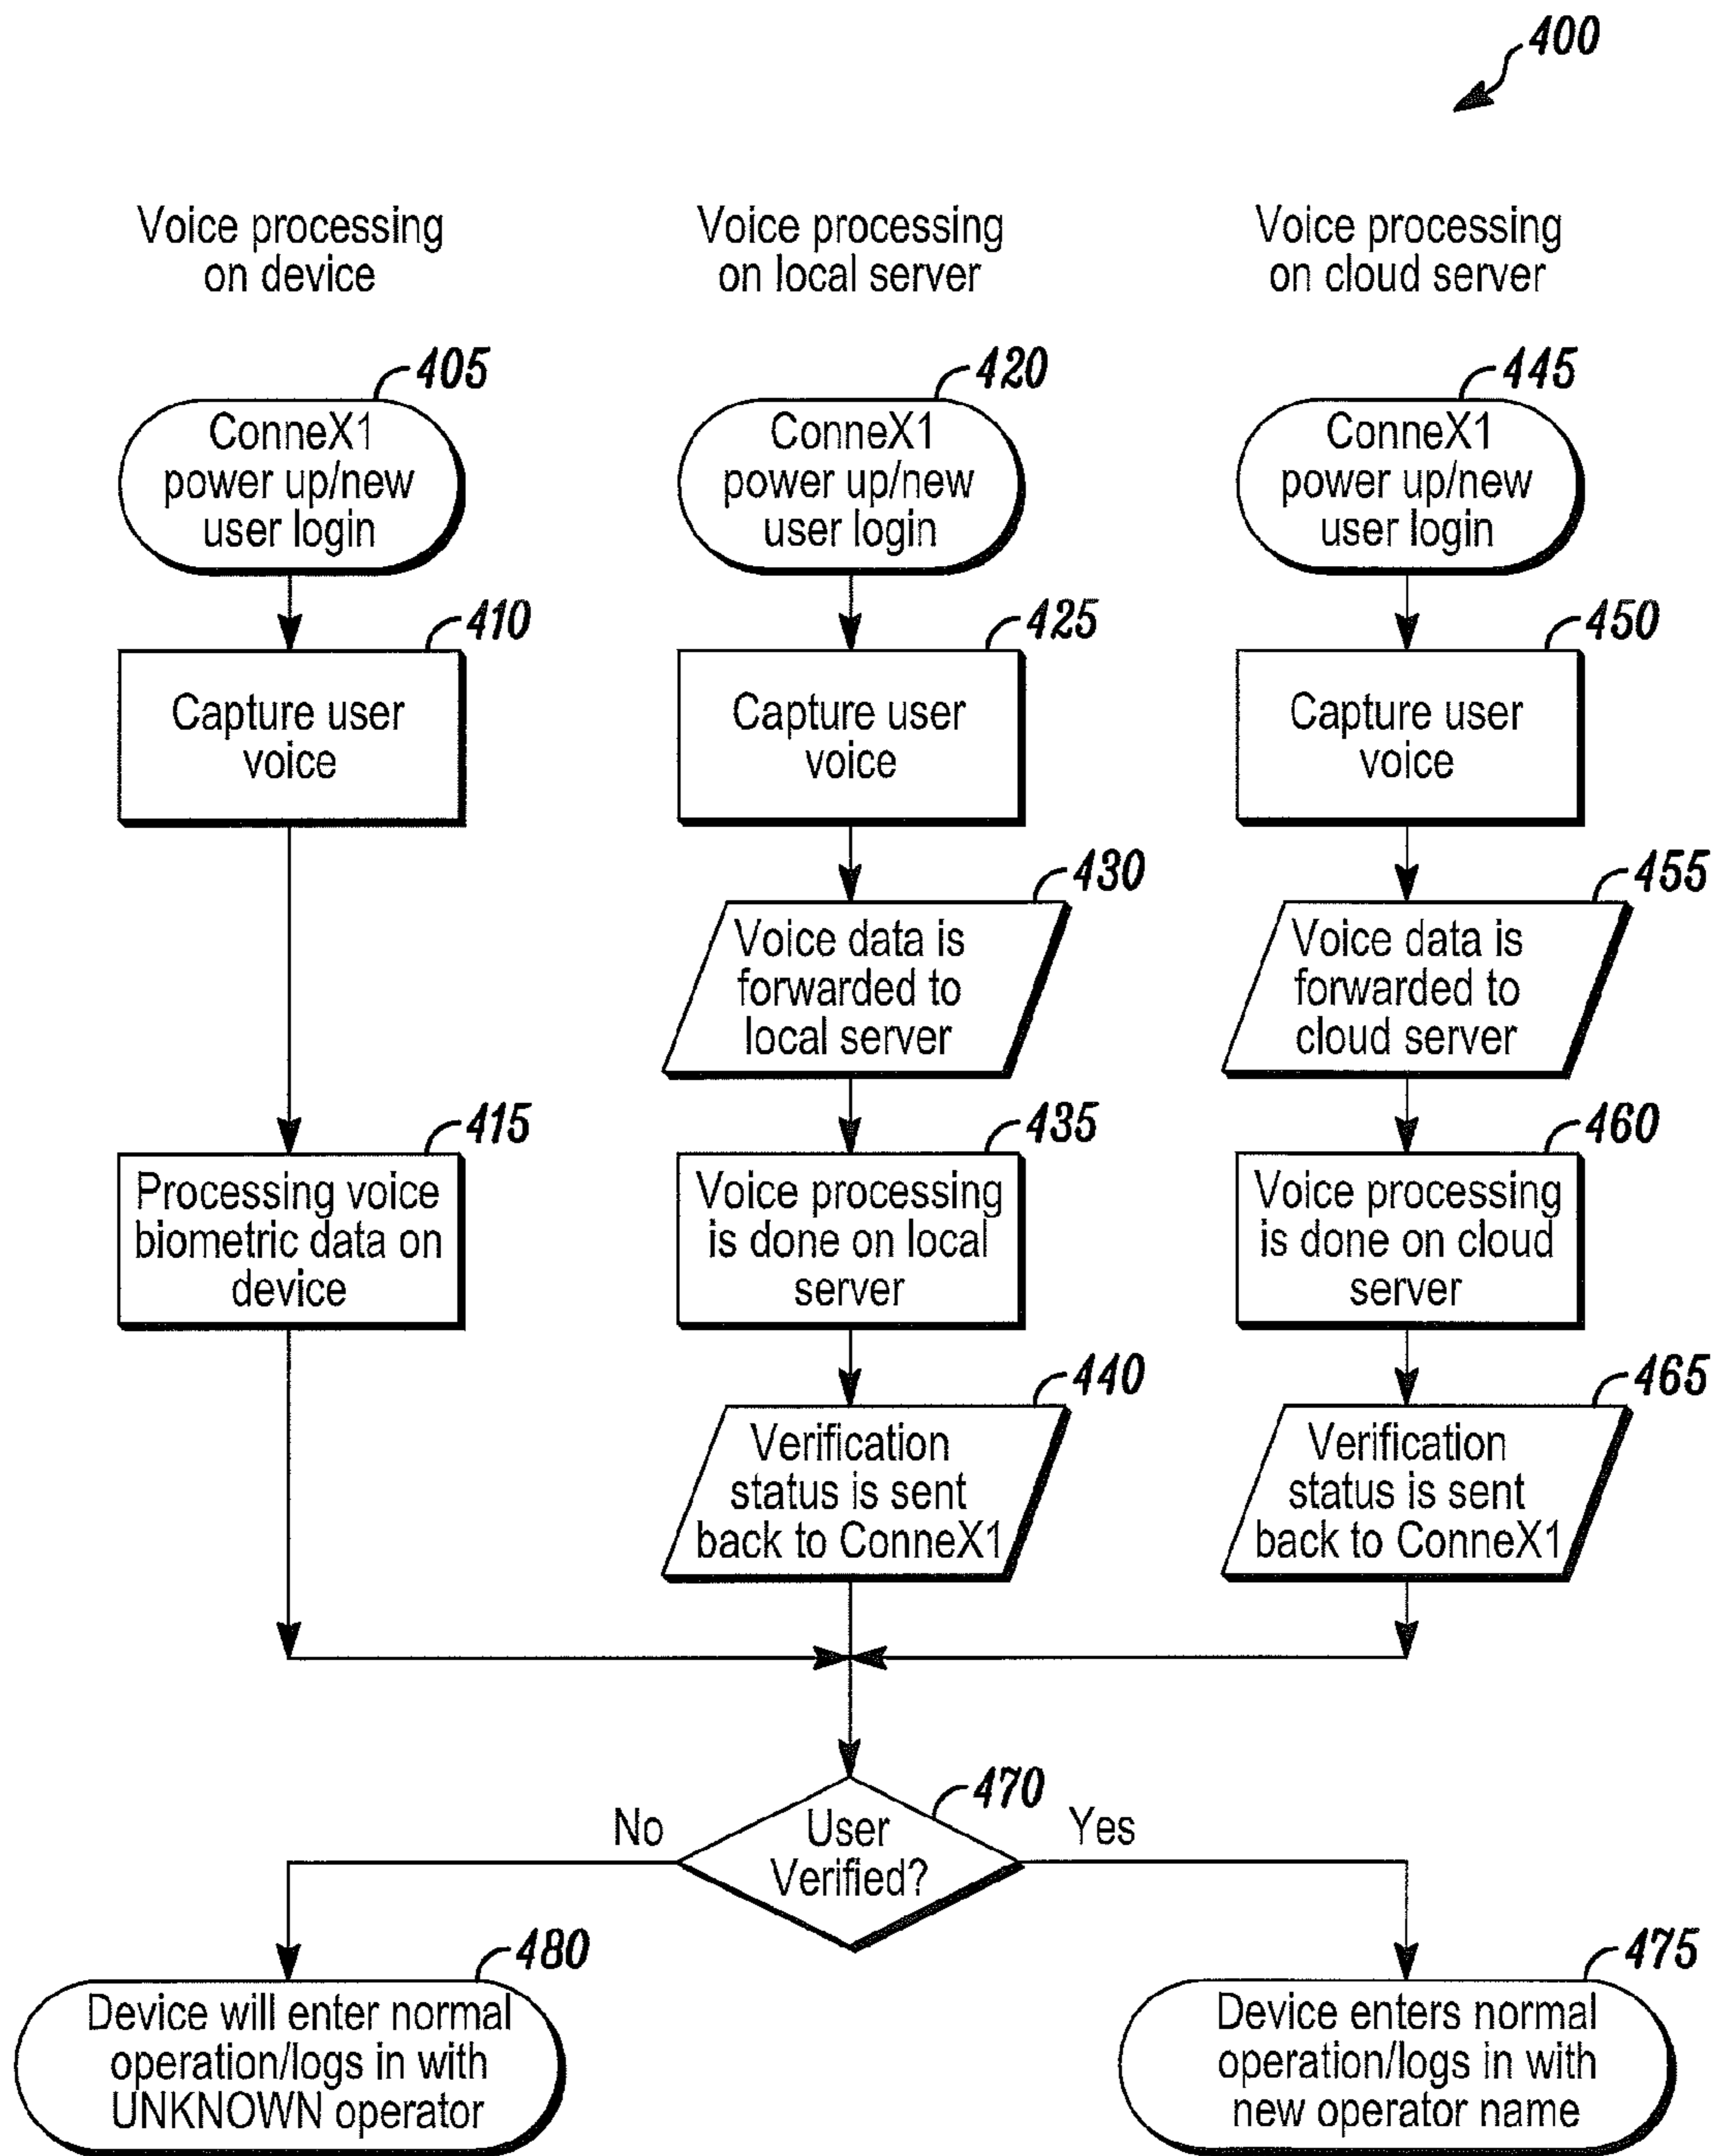 400
Voice processing
on device
Voice processing
on local server
Voice processing
on cloud server
405
ConneX1
power up/new
user login
420
ConneX1
power up/new
user login
445
ConneX1
power up/new
user login
410
Capture user
voice
425
Capture user
voice
450
Capture user
voice
430
Voice data is
forwarded to
local server
455
Voice data is
forwarded to
cloud server
415
Processing voice
biometric data on
device
435
Voice processing
is done on local
server
460
Voice processing
is done on cloud
server
440
Verification
status is sent
back to ConneX1
465
Verification
status is sent
back to ConneX1
470
User
Verified?
No
Yes
480
Device will enter normal
operation/logs in with
UNKNOWN operator
475
Device enters normal
operation/logs in with
new operator name